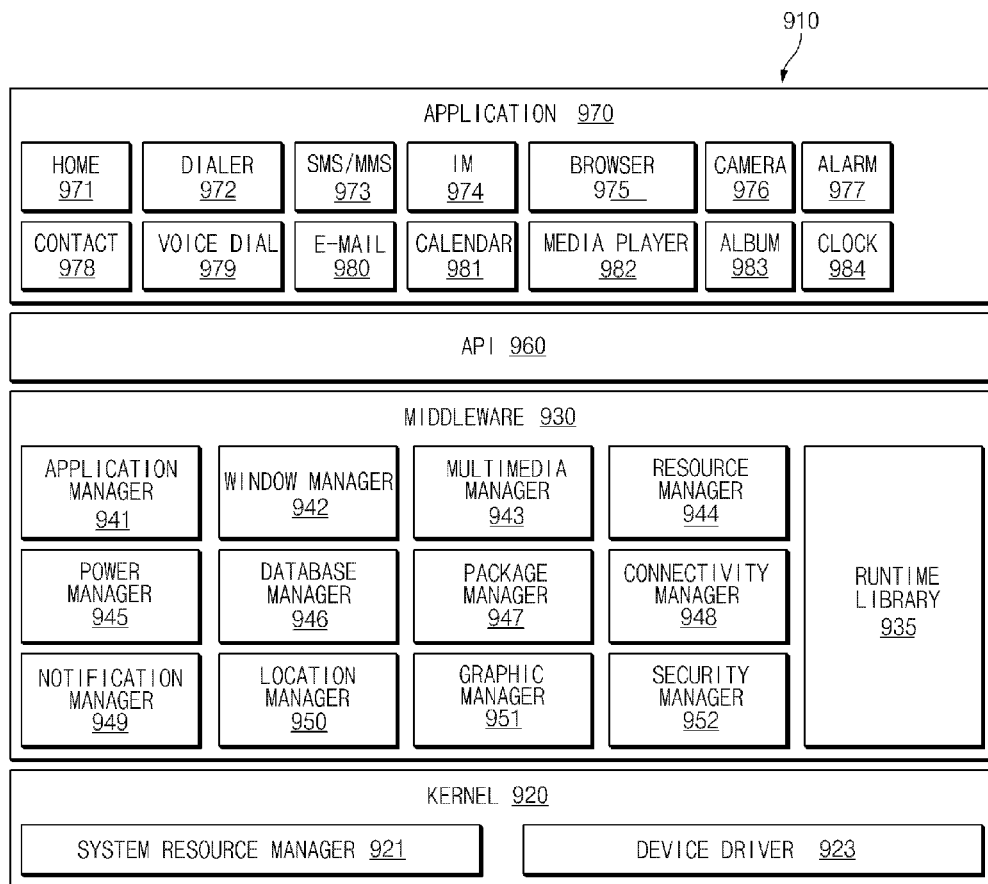 910
APPLICATION 970
HOME
971
DIALER
972
SMS/MMS
973
IM
974
BROWSER
975
CAMERA
976
ALARM
977
CONTACT
978
VOICE DIAL
979
E-MAIL
980
CALENDAR
981
MEDIA PLAYER
982
ALBUM
983
CLOCK
984
API 960
MIDDLEWARE 930
APPLICATION
MANAGER
941
WINDOW MANAGER
942
MULTIMEDIA
MANAGER
943
RESOURCE
MANAGER
944
POWER
MANAGER
945
DATABASE
MANAGER
946
PACKAGE
MANAGER
947
CONNECTIVITY
MANAGER
948
NOTIFICATION
MANAGER
949
LOCATION
MANAGER
950
GRAPHIC
MANAGER
951
SECURITY
MANAGER
952
RUNTIME
LIBRARY
935
KERNEL 920
SYSTEM RESOURCE MANAGER 921
DEVICE DRIVER 923